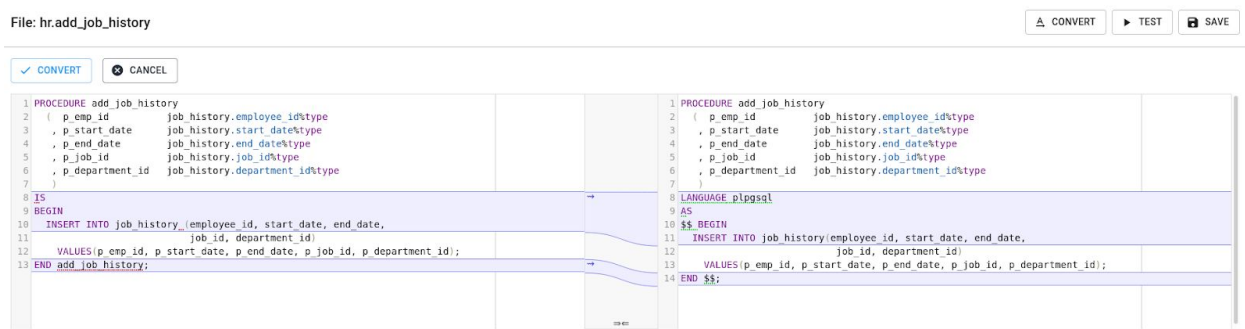 File: hr.add_job_history
CONVERT
TEST
SAVE
CONVERT
CANCEL
1 PROCEDURE add_job_history
2 ( p_emp_id job_history.employee_id%type
3 , p_start_date job_history.start_date%type
4 , p_end_date job_history.end_date%type
5 , p_job_id job_history.job_id%type
6 , p_department_id job_history.department_id%type
7 )
8 IS
9 BEGIN
10 INSERT INTO job_history (employee_id, start_date, end_date,
11 job_id, department_id)
12 VALUES(p_emp_id, p_start_date, p_end_date, p_job_id, p_department_id);
13 END add_job_history;
1 PROCEDURE add_job_history
2 ( p_emp_id job_history.employee_id%type
3 , p_start_date job_history.start_date%type
4 , p_end_date job_history.end_date%type
5 , p_job_id job_history.job_id%type
6 , p_department_id job_history.department_id%type
7 )
8 LANGUAGE plpgsql
9 AS
10 $$ BEGIN
11 INSERT INTO job_history(employee_id, start_date, end_date,
12 job_id, department_id)
13 VALUES(p_emp_id, p_start_date, p_end_date, p_job_id, p_department_id);
14 END $$;